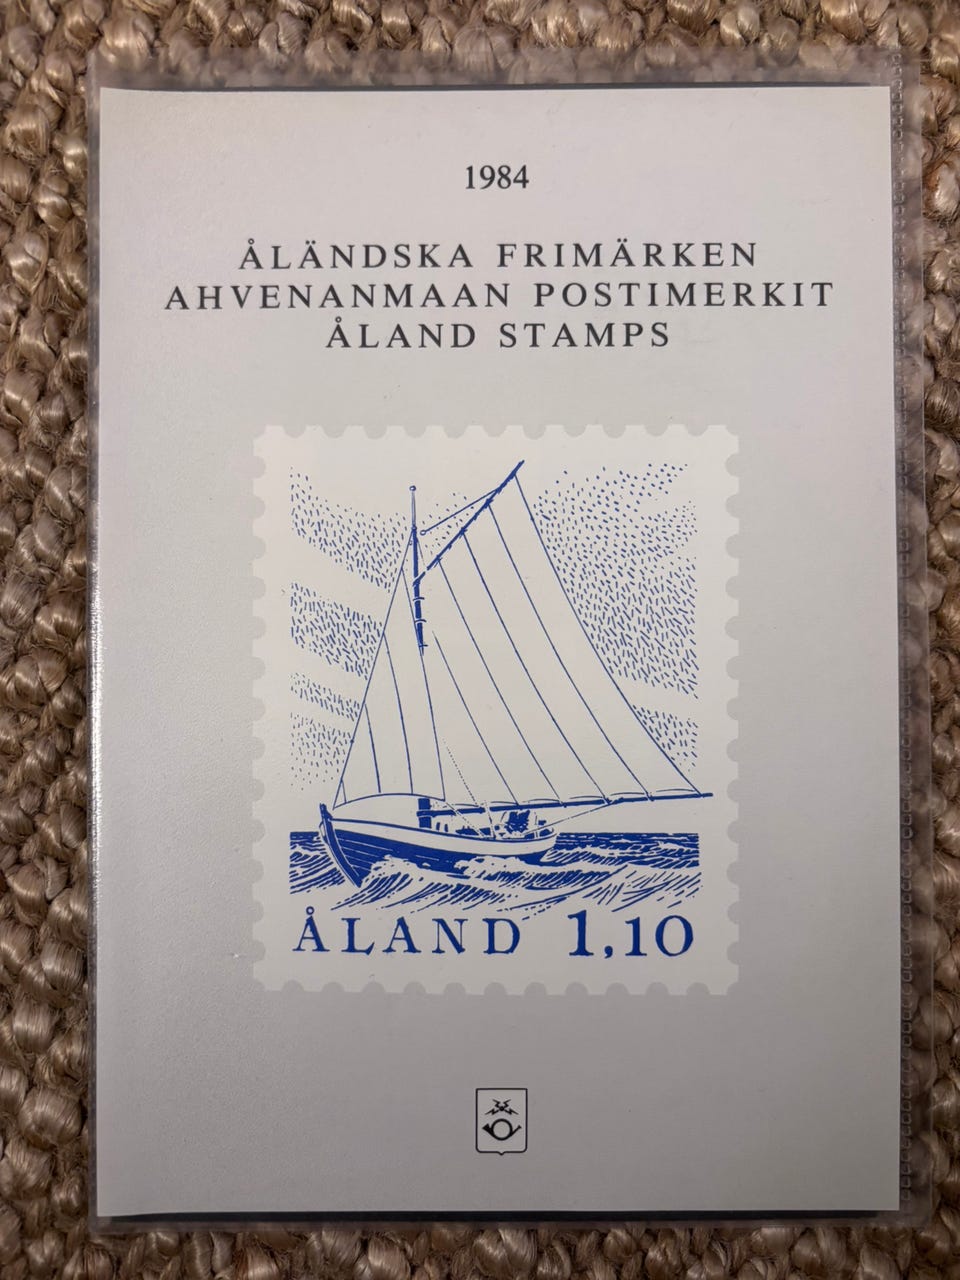 1984
ÅLÄNDSKA FRIMÄRKEN
AHVENANMAAN POSTIMERKIT
ÅLAND STAMPS
ÅLAND 1,10